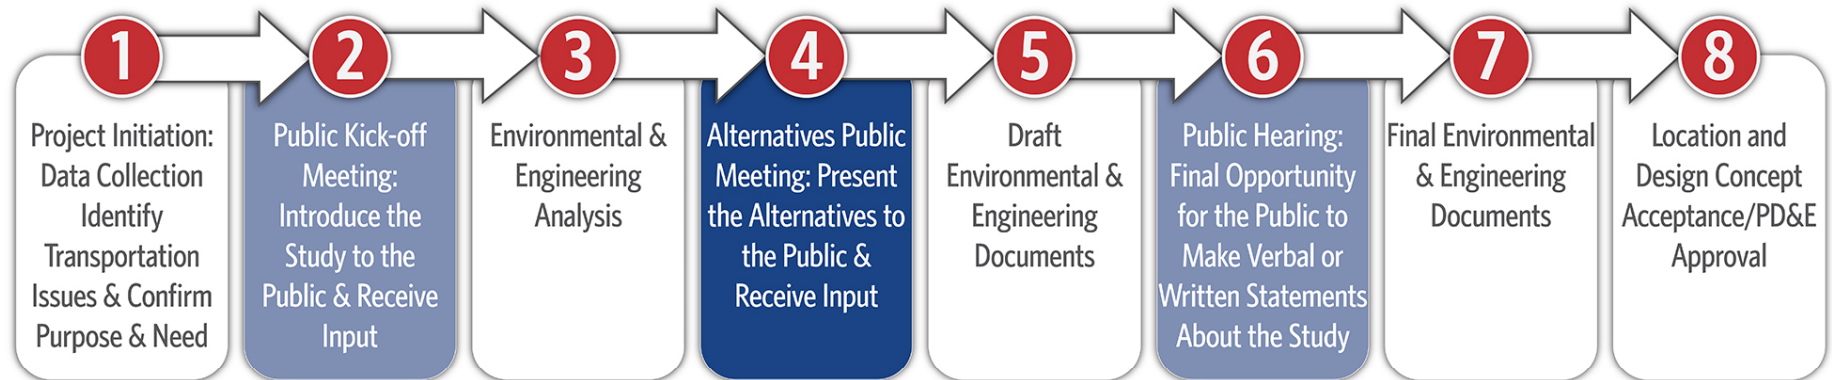 1
Project Initiation:
Data Collection
Identify
Transportation
Issues & Confirm
Purpose & Need
2
Public Kick-off
Meeting:
Introduce the
Study to the
Public & Receive
Input
3
Environmental &
Engineering
Analysis
4
Alternatives Public
Meeting: Present
the Alternatives to
the Public &
Receive Input
5
Draft
Environmental &
Engineering
Documents
6
Public Hearing:
Final Opportunity
for the Public to
Make Verbal or
Written Statements
About the Study
7
Final Environmental
& Engineering
Documents
8
Location and
Design Concept
Acceptance/PD&E
Approval